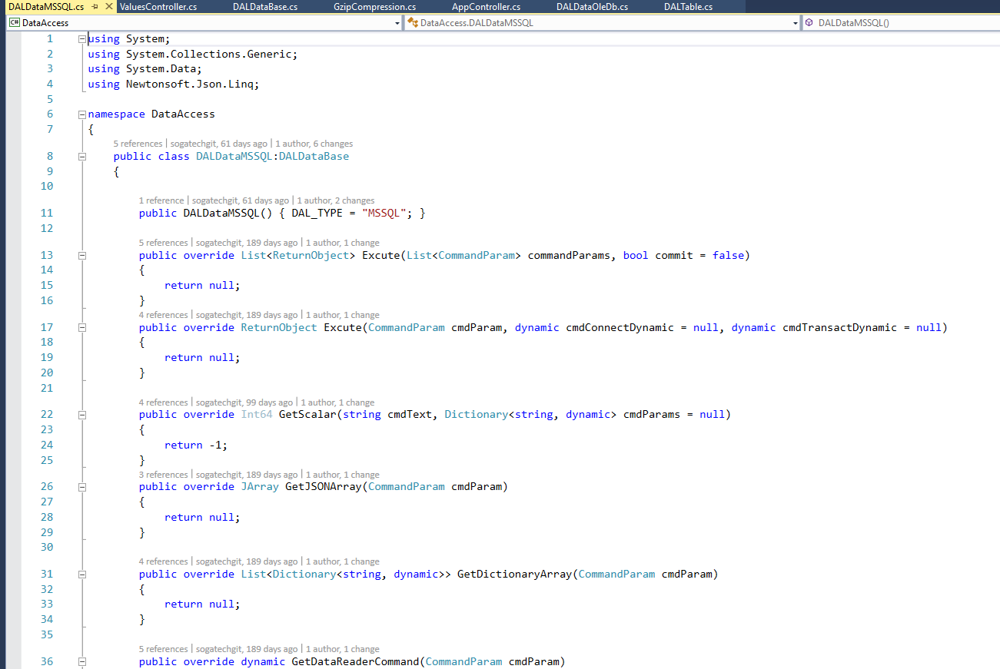 DALDataMSSQL.cs ValuesController.cs DALDataBase.cs GzipCompression.cs AppController.cs DALDataOleDb.cs DALTable.cs
C# DataAccess DataAccess.DALDataMSSQL DALDataMSSQL()
1 using System;
2 using System.Collections.Generic;
3 using System.Data;
4 using Newtonsoft.Json.Linq;
5
6 namespace DataAccess
7 {
5 references | sogatechgit, 61 days ago | 1 author, 6 changes
8 public class DALDataMSSQL:DALDataBase
9 {
10
1 reference | sogatechgit, 61 days ago | 1 author, 2 changes
11 public DALDataMSSQL() { DAL_TYPE = "MSSQL"; }
12
5 references | sogatechgit, 189 days ago | 1 author, 1 change
13 public override List<ReturnObject> Excute(List<CommandParam> commandParams, bool commit = false)
14 {
15 return null;
16 }
4 references | sogatechgit, 189 days ago | 1 author, 1 change
17 public override ReturnObject Excute(CommandParam cmdParam, dynamic cmdConnectDynamic = null, dynamic cmdTransactDynamic = null)
18 {
19 return null;
20 }
21
4 references | sogatechgit, 99 days ago | 1 author, 1 change
22 public override Int64 GetScalar(string cmdText, Dictionary<string, dynamic> cmdParams = null)
23 {
24 return -1;
25 }
3 references | sogatechgit, 189 days ago | 1 author, 1 change
26 public override JArray GetJSONArray(CommandParam cmdParam)
27 {
28 return null;
29 }
30
4 references | sogatechgit, 189 days ago | 1 author, 1 change
31 public override List<Dictionary<string, dynamic>> GetDictionaryArray(CommandParam cmdParam)
32 {
33 return null;
34 }
35
5 references | sogatechgit, 189 days ago | 1 author, 1 change
36 public override dynamic GetDataReaderCommand(CommandParam cmdParam)